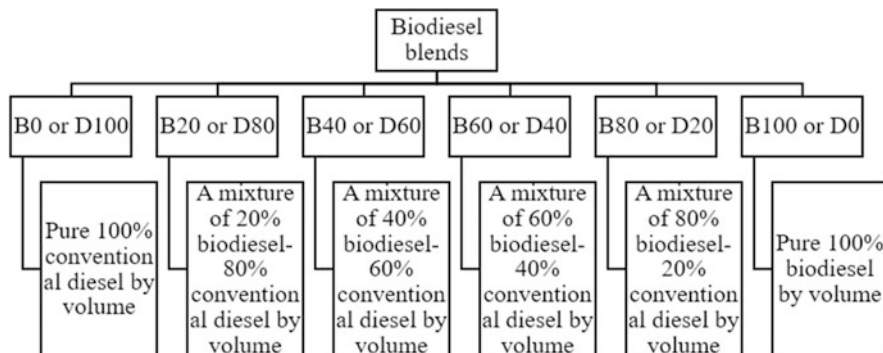 Biodiesel
blends
B0 or D100
B20 or D80
B40 or D60
B60 or D40
B80 or D20
B100 or D0
Pure 100%
convention
al diesel by
volume
A mixture
of 20%
biodiesel-
80%
convention
al diesel by
volume
A mixture
of 40%
biodiesel-
60%
convention
al diesel by
volume
A mixture
of 60%
biodiesel-
40%
convention
al diesel by
volume
A mixture
of 80%
biodiesel-
20%
convention
al diesel by
volume
Pure 100%
biodiesel
by volume